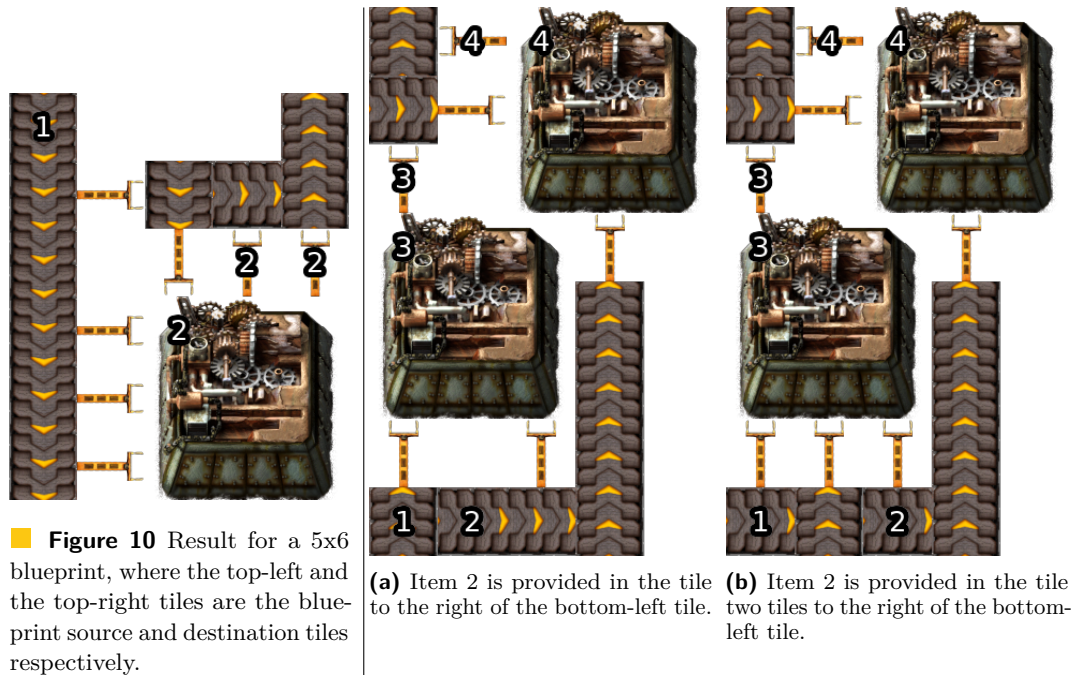 1
2
2
2
Figure 10 Result for a 5x6
blueprint, where the top-left and
the top-right tiles are the blue-
print source and destination tiles
respectively.
4
4
3
3
1
2
(a) Item 2 is provided in the tile
to the right of the bottom-left tile.
4
4
3
3
1
2
(b) Item 2 is provided in the tile
two tiles to the right of the bottom-
left tile.